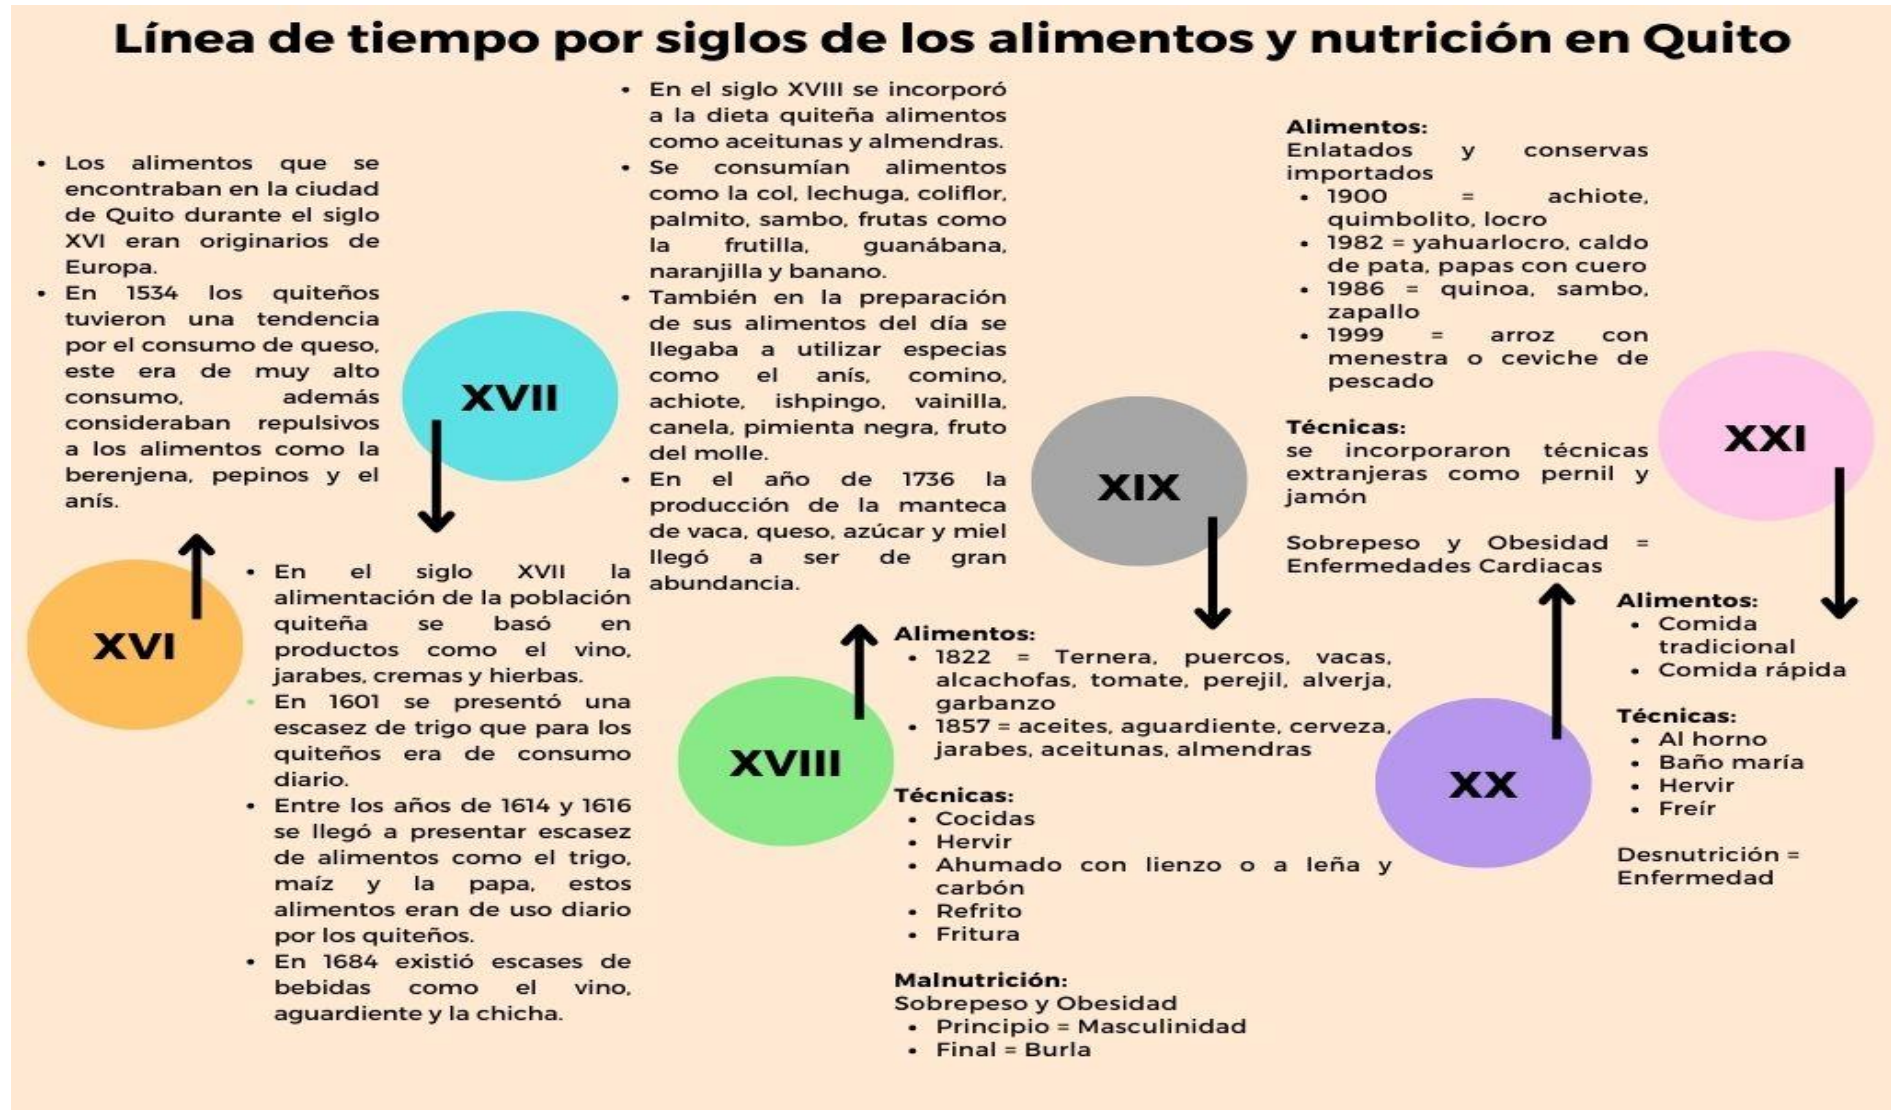 Línea de tiempo por siglos de los alimentos y nutrición en Quito
• Los alimentos que se
encontraban en la ciudad
de Quito durante el siglo
XVI eran originarios de
Europa.
• En 1534 los quiteños
tuvieron una tendencia
por el consumo de queso,
este era de muy alto
consumo, además
consideraban repulsivos
a los alimentos como la
berenjena, pepinos y el
anís.
XVI
XVII
• En el siglo XVII la
alimentación de la población
quiteña se basó en
productos como el vino,
jarabes, cremas y hierbas.
• En 1601 se presentó una
escasez de trigo que para los
quiteños era de consumo
diario.
• Entre los años de 1614 y 1616
se llegó a presentar escasez
de alimentos como el trigo,
maíz y la papa, estos
alimentos eran de uso diario
por los quiteños.
• En 1684 existió escases de
bebidas como el vino,
aguardiente y la chicha.
• En el siglo XVIII se incorporó
a la dieta quiteña alimentos
como aceitunas y almendras.
• Se consumían alimentos
como la col, lechuga, coliflor,
palmito, sambo, frutas como
la frutilla, guanábana,
naranjilla y banano.
• También en la preparación
de sus alimentos del día se
llegaba a utilizar especias
como el anís, comino,
achiote, ishpingo, vainilla,
canela, pimienta negra, fruto
del molle.
• En el año de 1736 la
producción de la manteca
de vaca, queso, azúcar y miel
llegó a ser de gran
abundancia.
XVIII
XIX
Alimentos:
• 1822 = Ternera, puercos, vacas,
alcachofas, tomate, perejil, alverja,
garbanzo
• 1857 = aceites, aguardiente, cerveza,
jarabes, aceitunas, almendras
Técnicas:
• Cocidas
• Hervir
• Ahumado con lienzo o a leña y
carbón
• Refrito
• Fritura
Malnutrición:
Sobrepeso y Obesidad
• Principio = Masculinidad
• Final = Burla
Alimentos:
Enlatados y conservas
importados
• 1900 = achiote,
quimbolito, locro
• 1982 = yahuarlocro, caldo
de pata, papas con cuero
• 1986 = quinoa, sambo,
zapallo
• 1999 = arroz con
menestra o ceviche de
pescado
Técnicas:
se incorporaron técnicas
extranjeras como pernil y
jamón
Sobrepeso y Obesidad =
Enfermedades Cardiacas
XX
XXI
Alimentos:
• Comida
tradicional
• Comida rápida
Técnicas:
• Al horno
• Baño maría
• Hervir
• Freír
Desnutrición =
Enfermedad